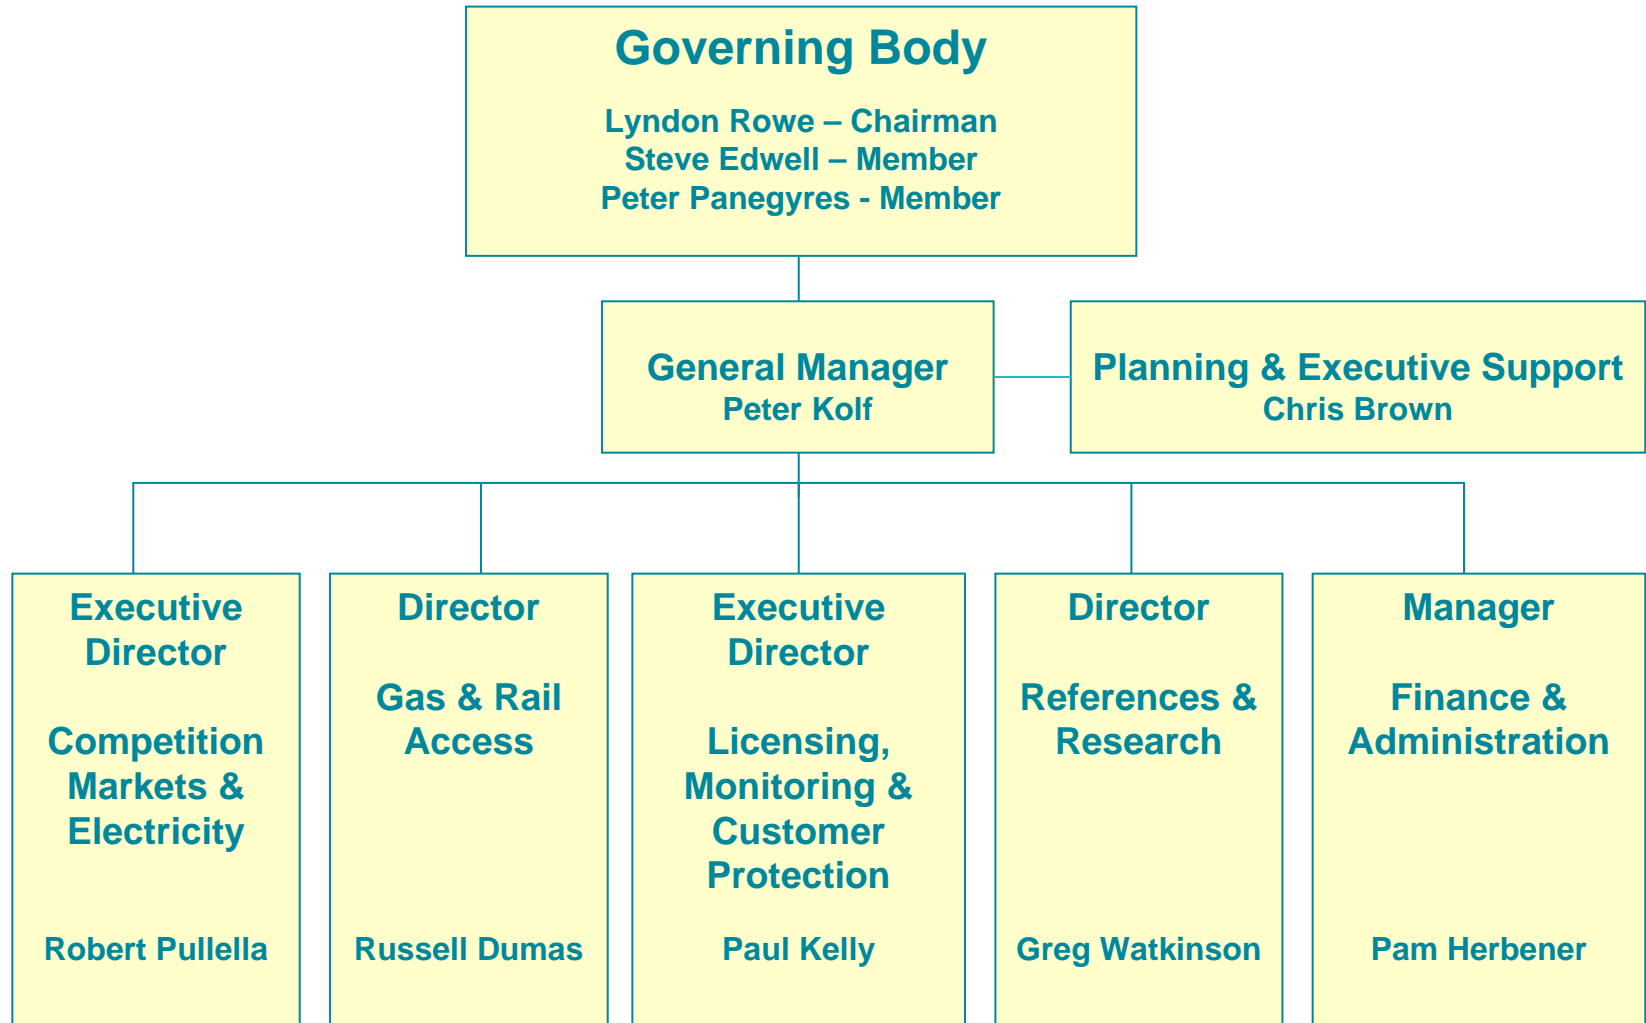 Governing Body
Lyndon Rowe – Chairman
Steve Edwell – Member
Peter Panegyres - Member
General Manager
Peter Kolf
Planning & Executive Support
Chris Brown
Executive
Director
Competition
Markets &
Electricity
Robert Pullella
Director
Gas & Rail
Access
Russell Dumas
Executive
Director
Licensing,
Monitoring &
Customer
Protection
Paul Kelly
Director
References &
Research
Greg Watkinson
Manager
Finance &
Administration
Pam Herbener